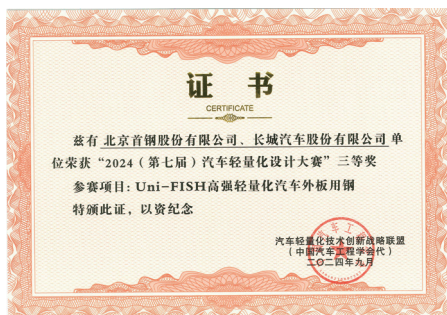 证书
CERTIFICATE
兹有 北京首钢股份有限公司、长城汽车股份有限公司 单
位荣获“2024（第七届）汽车轻量化设计大赛”三等奖
参赛项目: Uni-FISH高强轻量化汽车外板用钢
特颁此证，以资纪念
汽车轻量化技术创新战略联盟
（中国汽车工程学会代）
二〇二四年九月